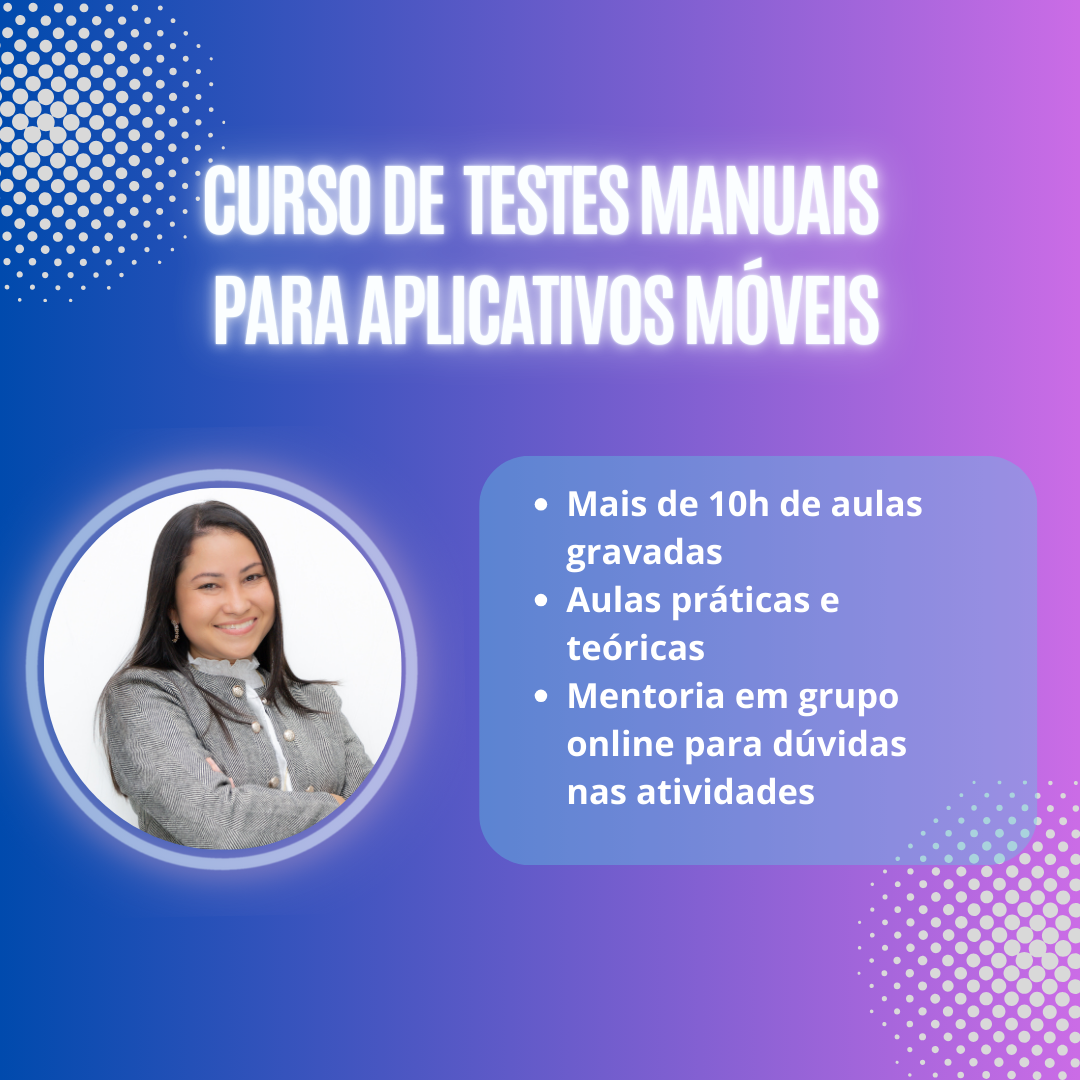 CURSO DE TESTES MANUAIS
PARA APLICATIVOS MÓVEIS
• Mais de 10h de aulas
gravadas
• Aulas práticas e
teóricas
• Mentoria em grupo
online para dúvidas
nas atividades